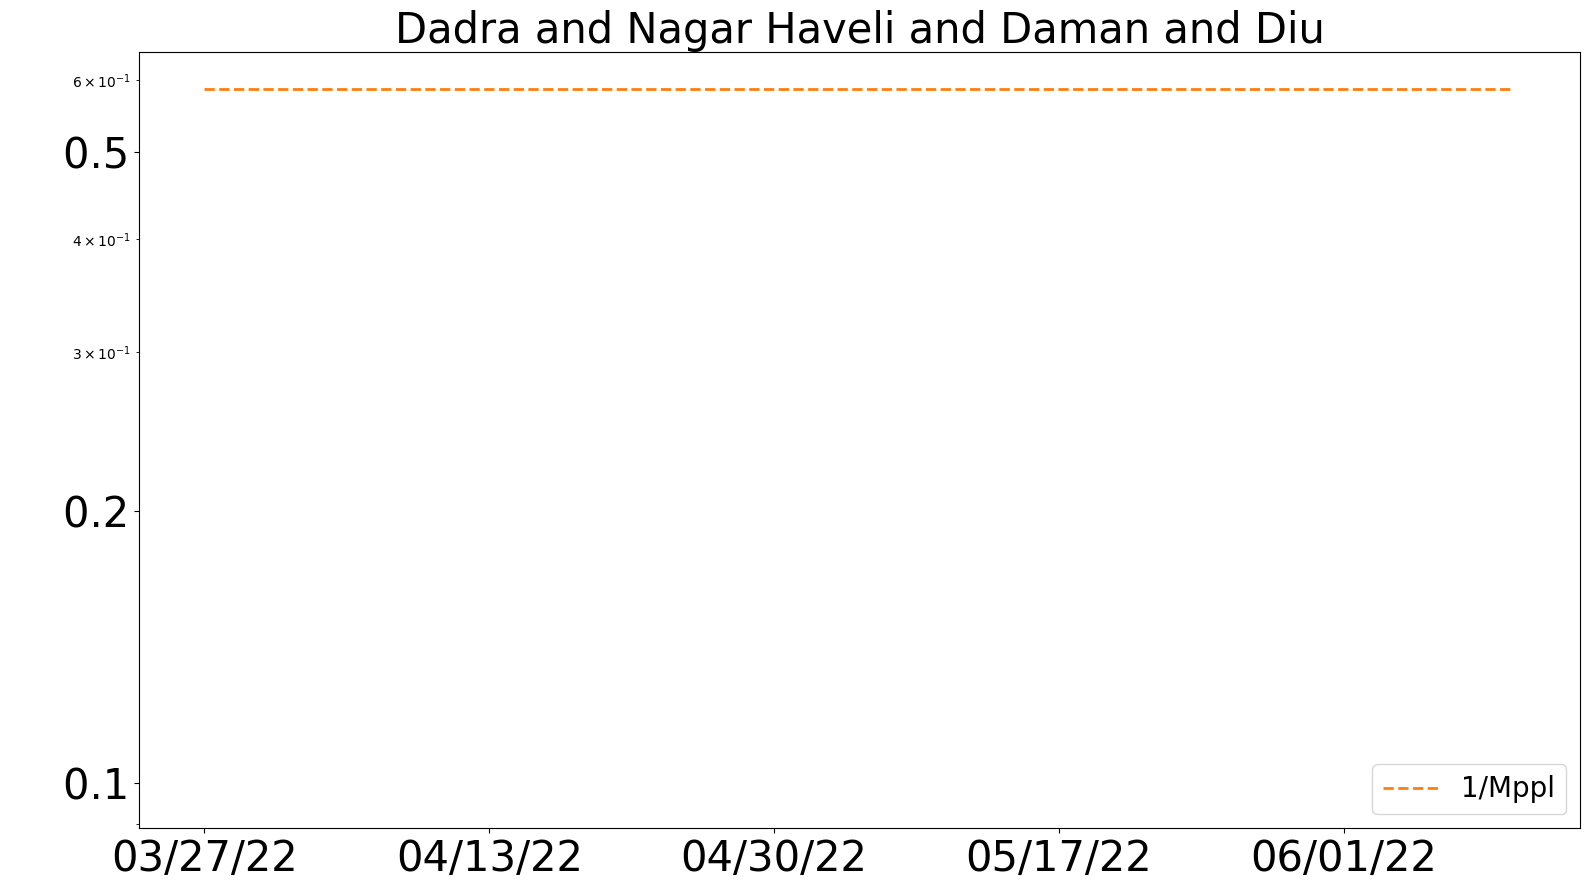 Dadra and Nagar Haveli and Daman and Diu
6 × 10⁻¹
0.5
4 × 10⁻¹
3 × 10⁻¹
0.2
0.1
1/Mppl
03/27/22 04/13/22 04/30/22 05/17/22 06/01/22